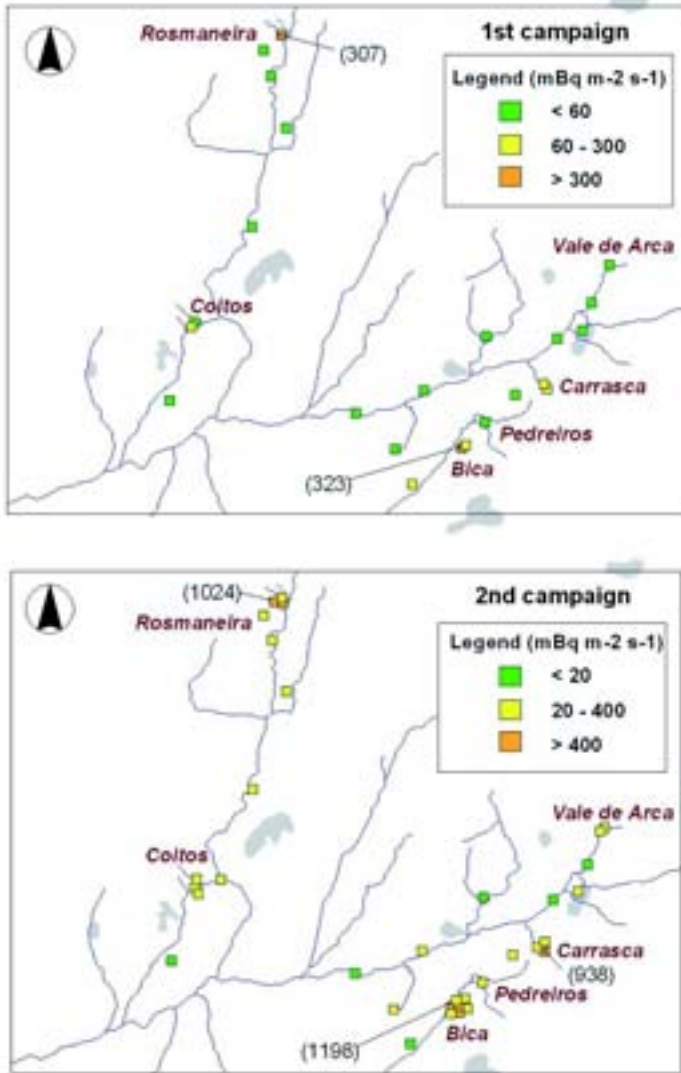 Rosmaneira
(307)
1st campaign
Legend (mBq m-2 s-1)
< 60
60 - 300
> 300
Vale de Arca
Coitos
Carrasca
Pedreiros
(323)
Bica
(1024)
Rosmaneira
2nd campaign
Legend (mBq m-2 s-1)
< 20
20 - 400
> 400
Vale de Arca
Coitos
Carrasca
(938)
Pedreiros
(1198)
Bica